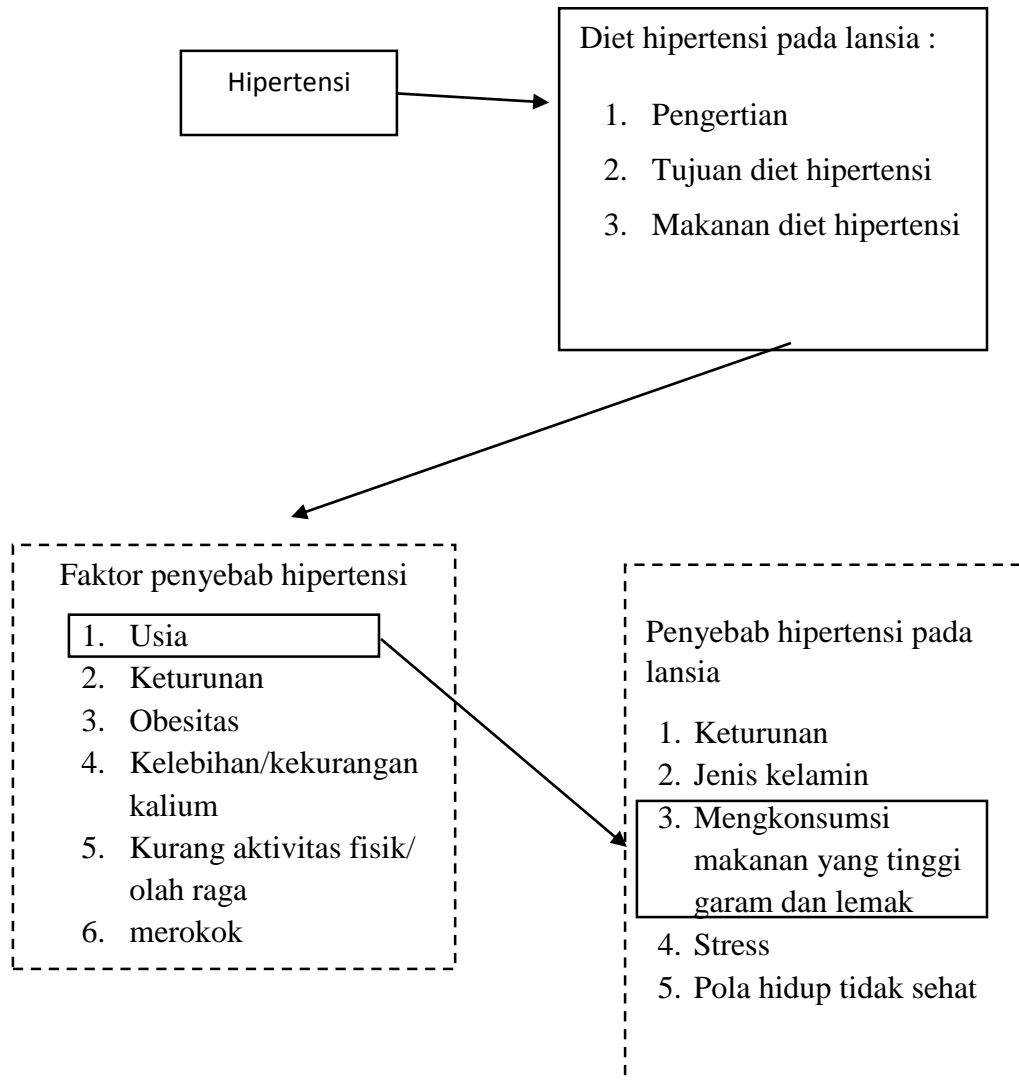 Hipertensi
Diet hipertensi pada lansia :
1. Pengertian
2. Tujuan diet hipertensi
3. Makanan diet hipertensi
Faktor penyebab hipertensi
1. Usia
2. Keturunan
3. Obesitas
4. Kelebihan/kekurangan
kalium
5. Kurang aktivitas fisik/
olah raga
6. merokok
Penyebab hipertensi pada
lansia
1. Keturunan
2. Jenis kelamin
3. Mengkonsumsi
makanan yang tinggi
garam dan lemak
4. Stress
5. Pola hidup tidak sehat